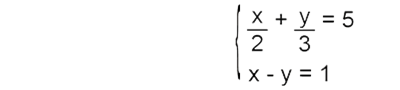 x/2 + y/3 = 5
x - y = 1